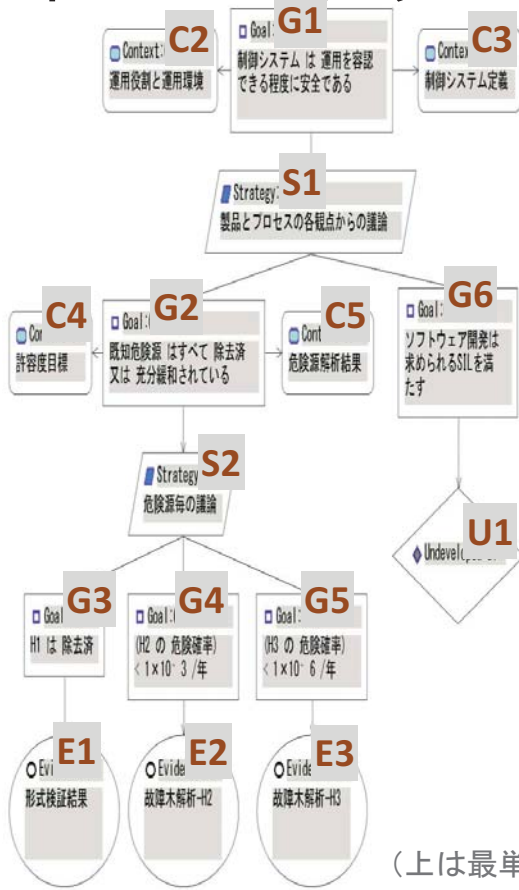 G1
Goal:
制御システム は 運用を容認
できる程度に安全である
C2
Context:
運用役割と運用環境
C3
Contex
制御システム定義
S1
Strategy:
製品とプロセスの各観点からの議論
G2
Goal:
既知危険源 はすべて 除去済
又は 充分緩和されている
C4
Con
許容度目標
C5
Cont
危険源解析結果
G6
Goal:
ソフトウェア開発は
求められるSILを満
たす
S2
Strategy
危険源毎の議論
U1
Undevelope
G3
Goal
H1 は 除去済
G4
Goal:
(H2 の 危険確率)
< 1×10- 3 /年
G5
Goal:
(H3 の 危険確率)
< 1×10- 6 /年
E1
Evi
形式検証結果
E2
Evide
故障木解析-H2
E3
Evide
故障木解析-H3
(上は最単